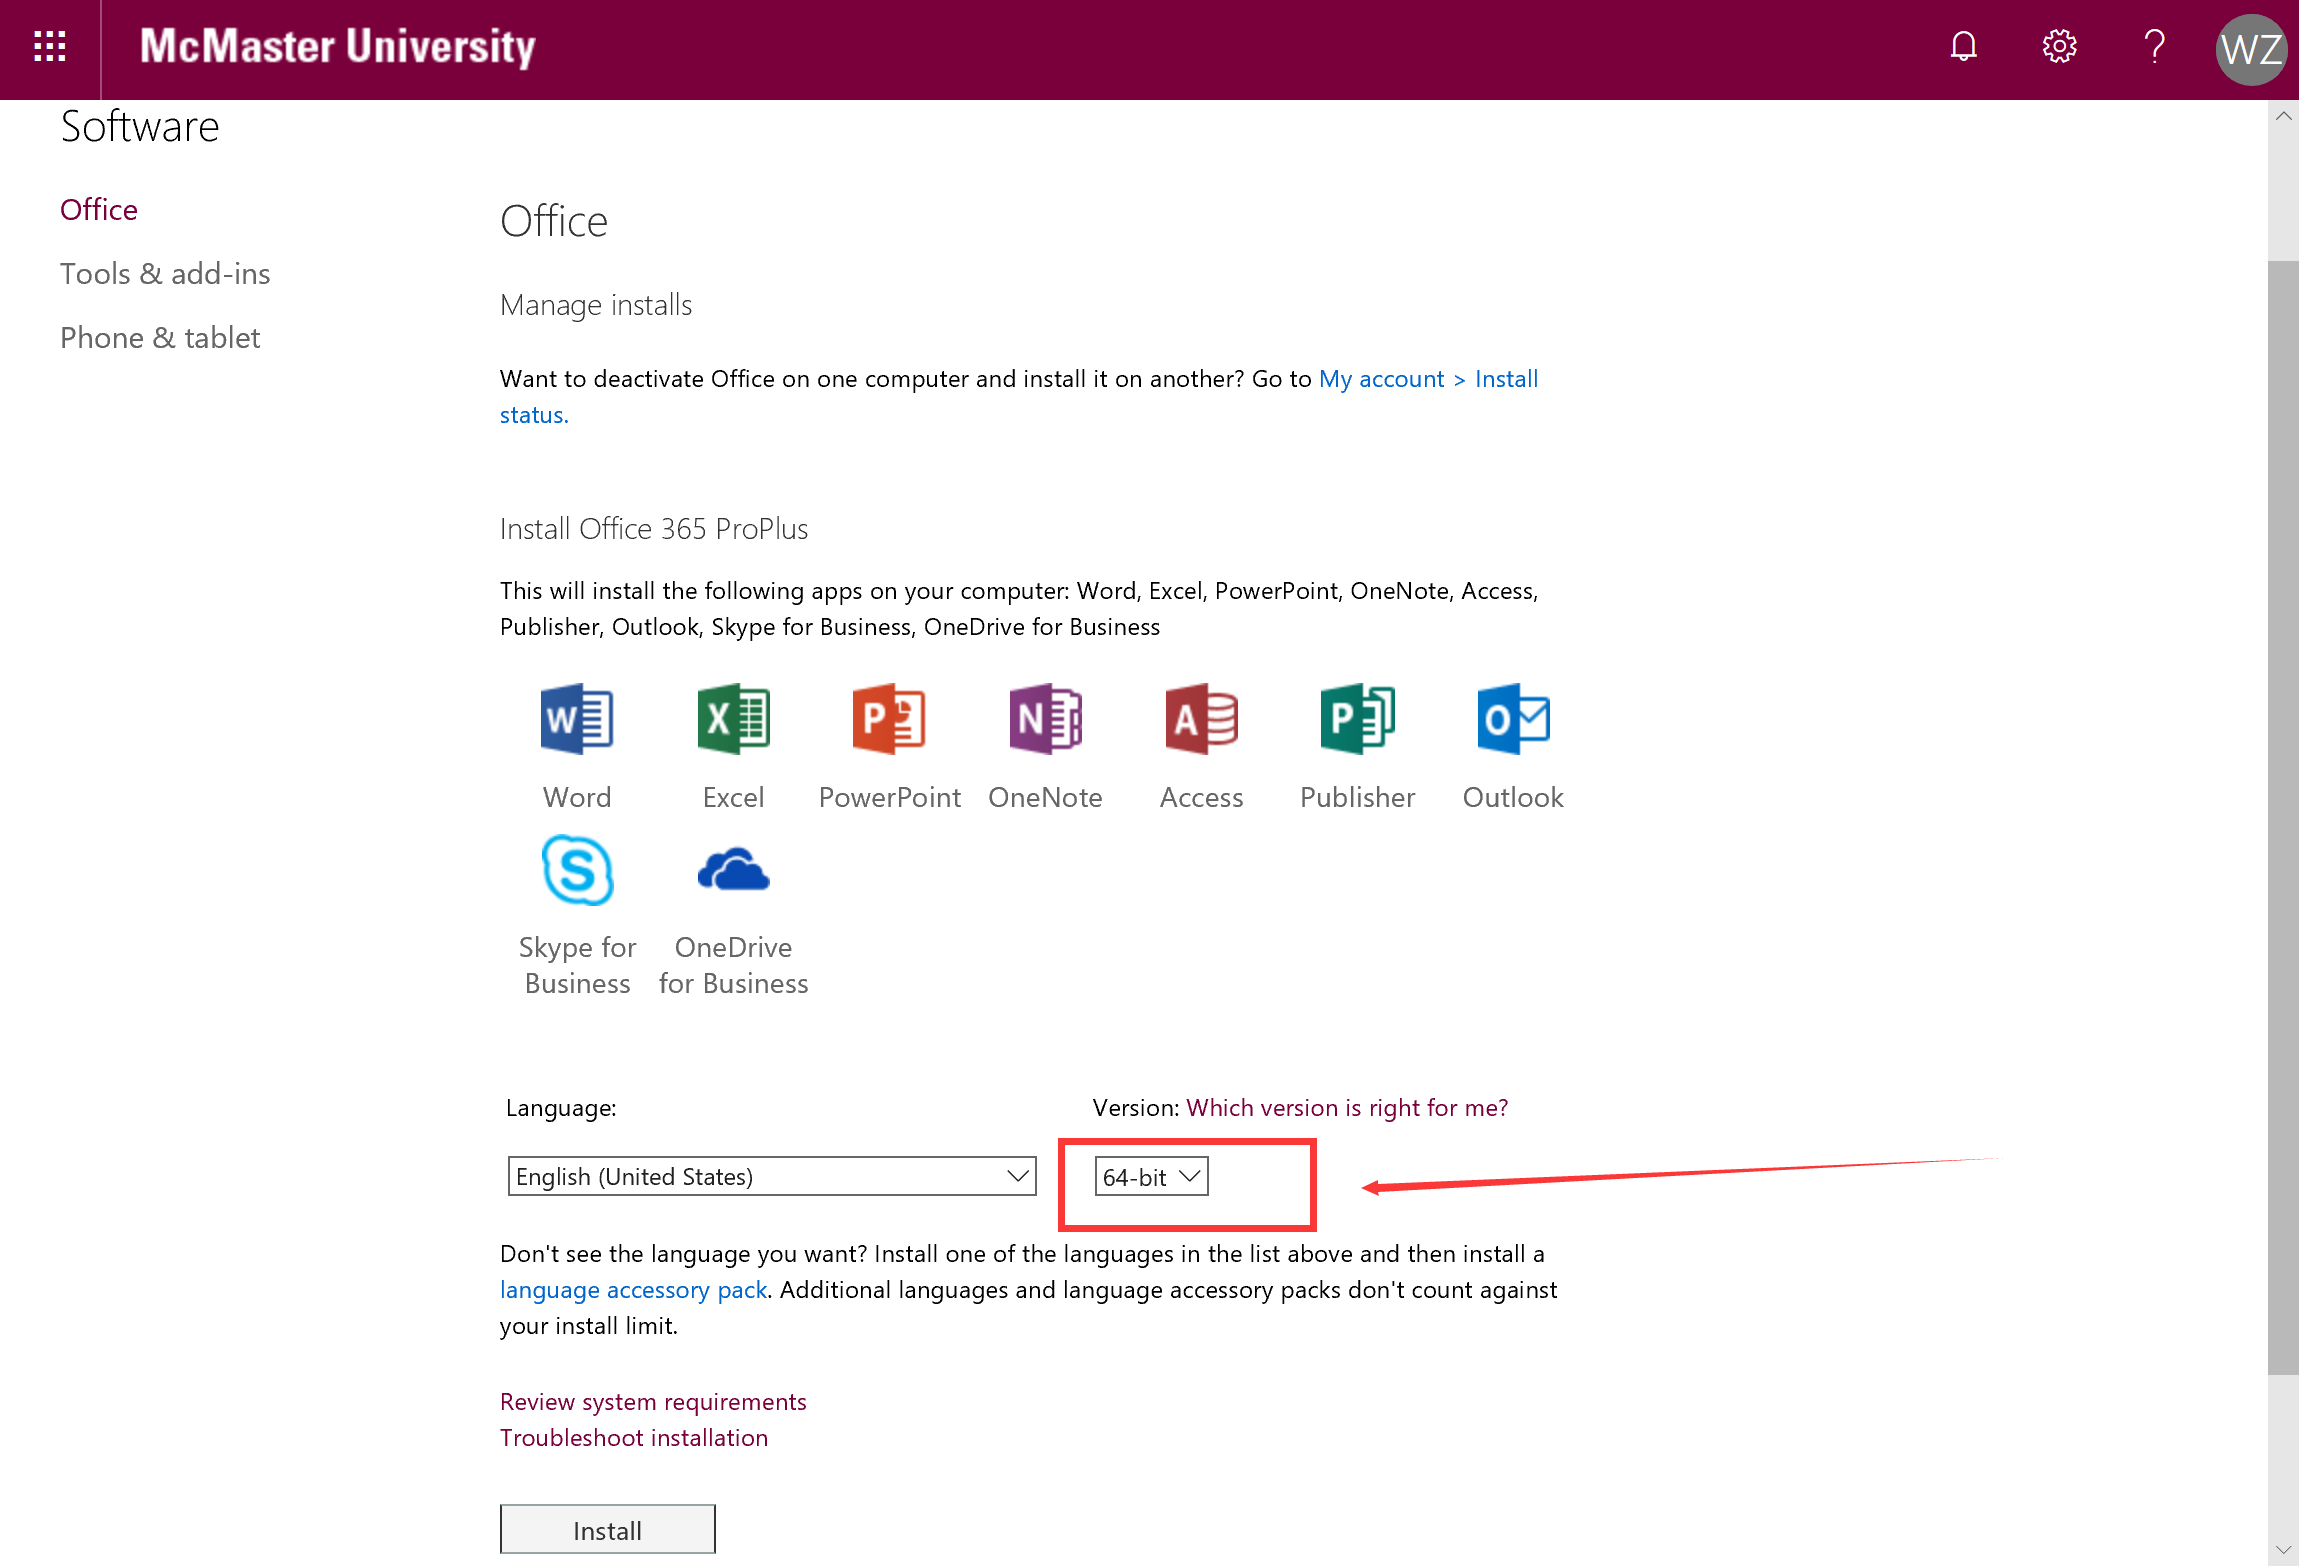 McMaster University
WZ
Software
Office
Tools & add-ins
Phone & tablet
Office
Manage installs
Want to deactivate Office on one computer and install it on another? Go to My account > Install
status.
Install Office 365 ProPlus
This will install the following apps on your computer: Word, Excel, PowerPoint, OneNote, Access,
Publisher, Outlook, Skype for Business, OneDrive for Business
Word Excel PowerPoint OneNote Access Publisher Outlook
Skype for
Business
OneDrive
for Business
Language:
Version: Which version is right for me?
English (United States)
64-bit
Don't see the language you want? Install one of the languages in the list above and then install a
language accessory pack. Additional languages and language accessory packs don't count against
your install limit.
Review system requirements
Troubleshoot installation
Install